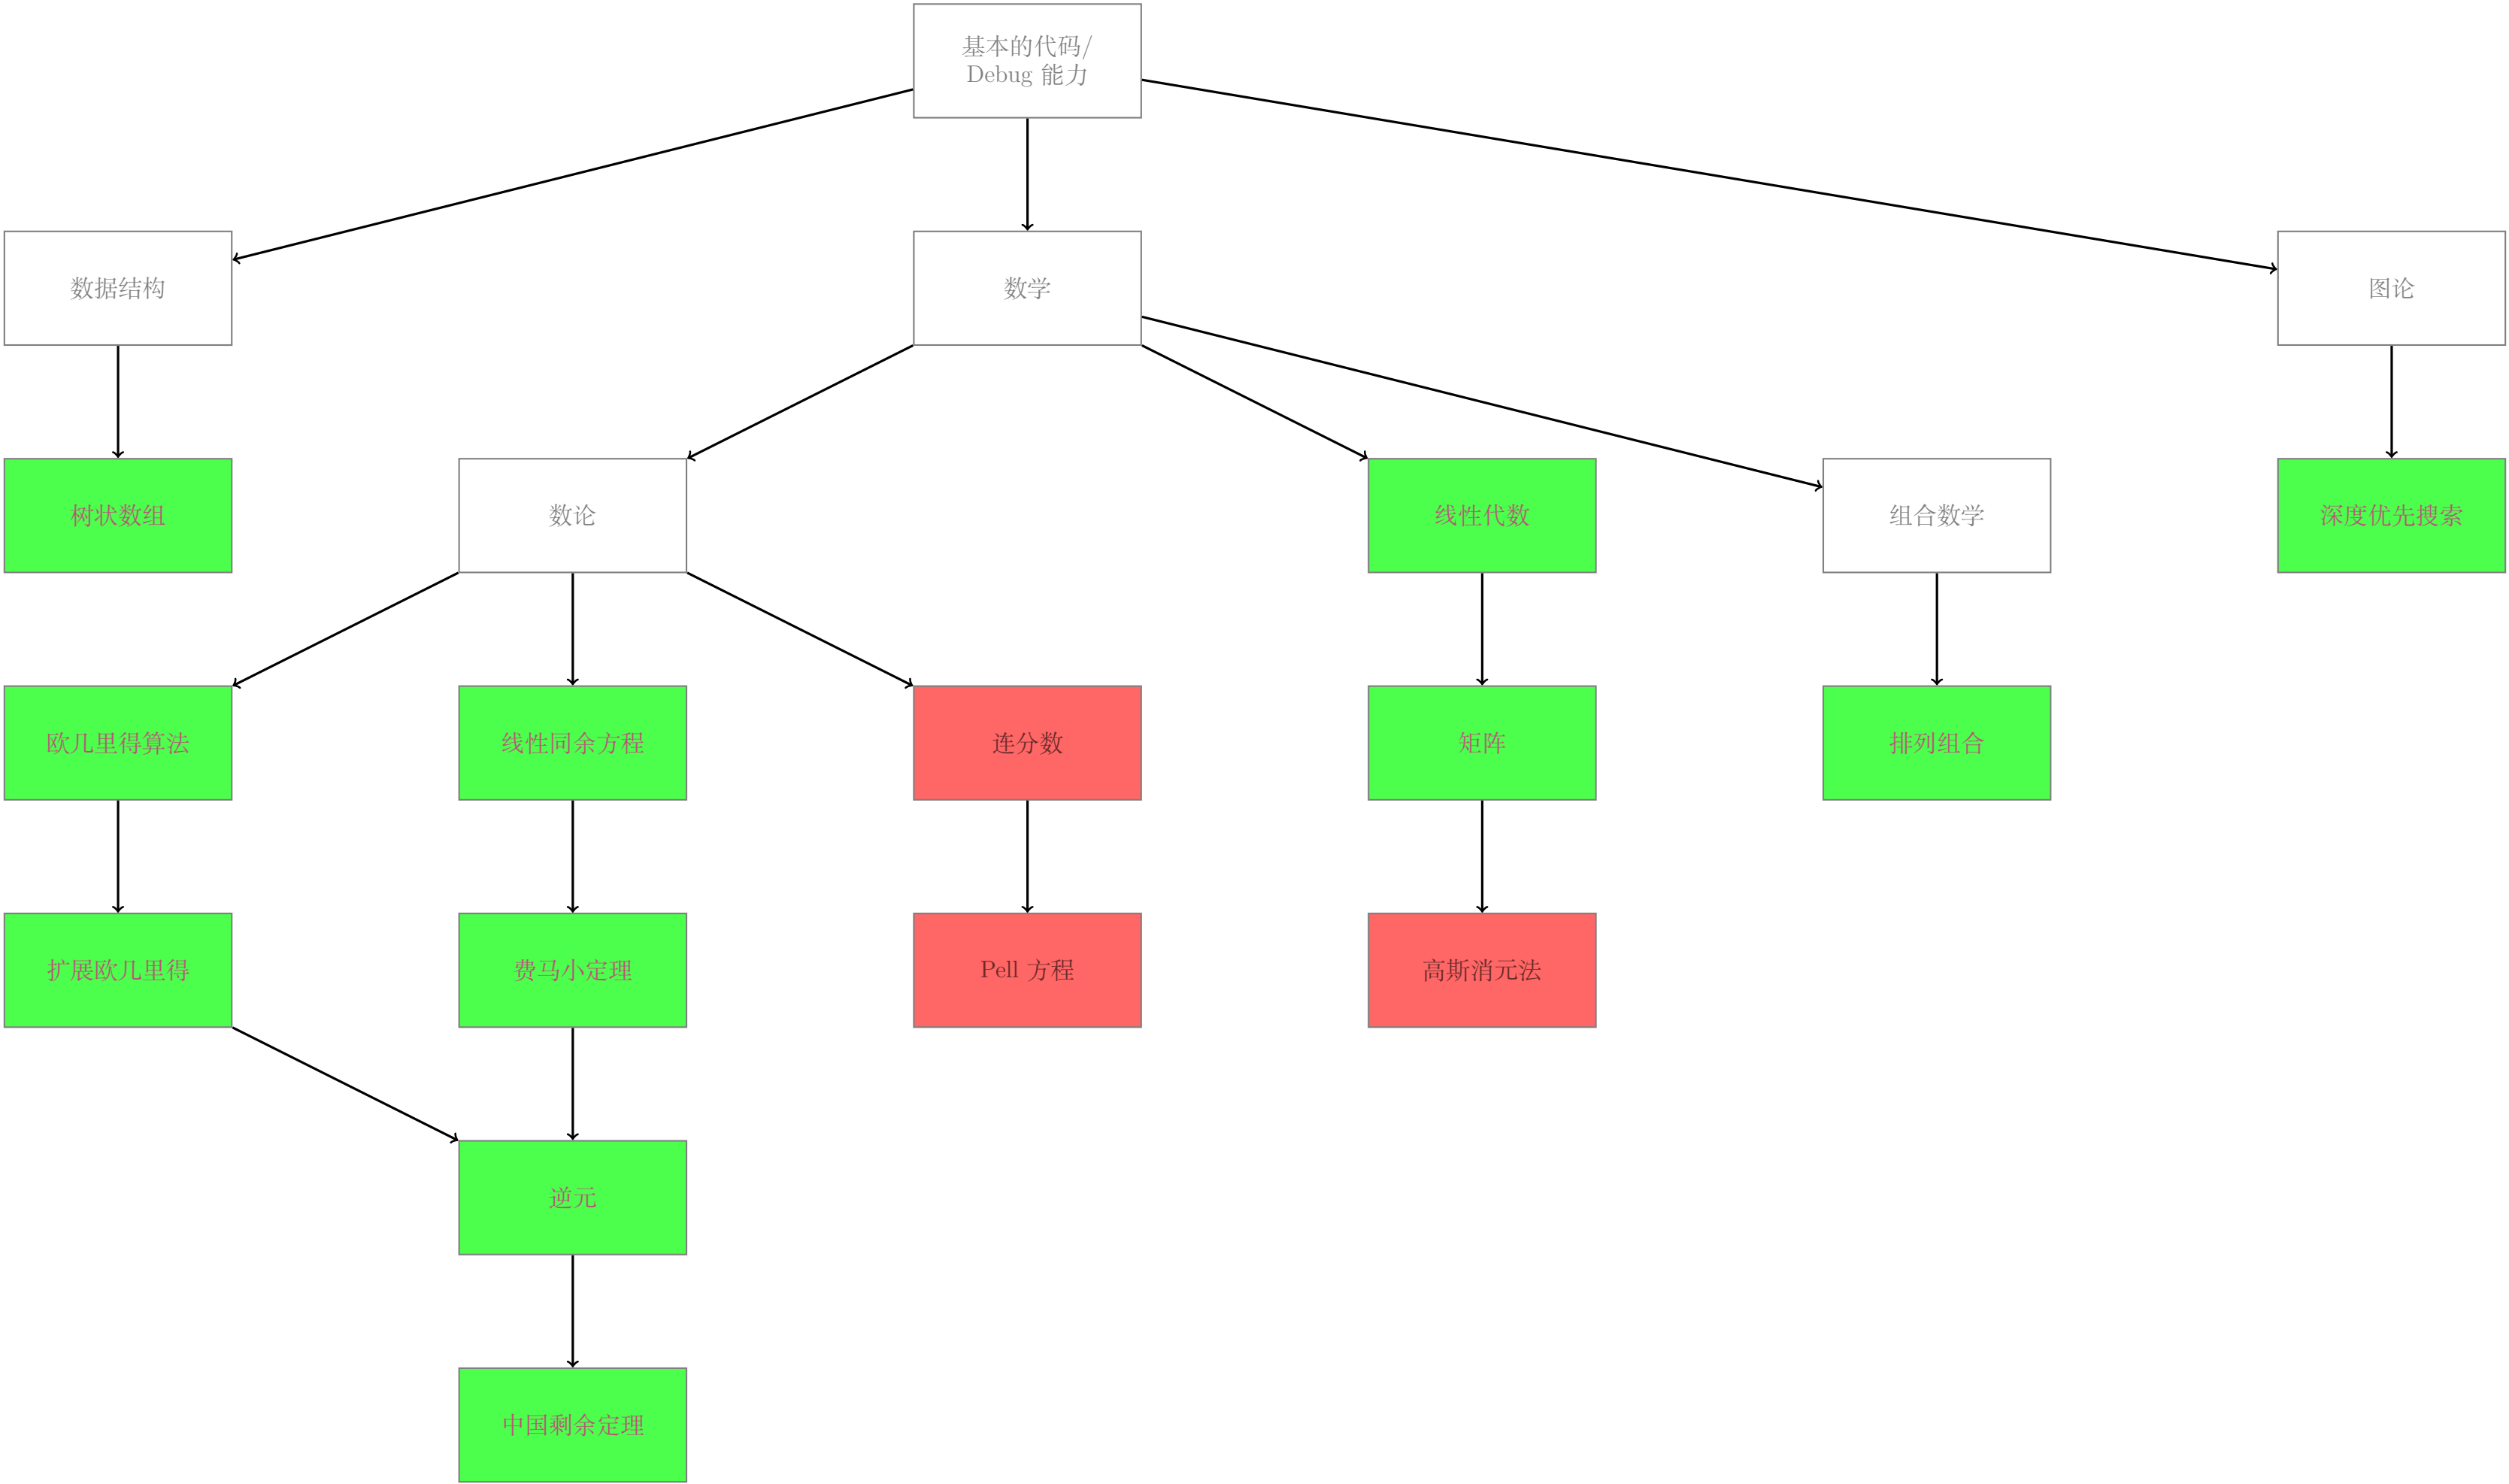 基本的代码/
Debug 能力
数据结构
数学
图论
树状数组
数论
线性代数
组合数学
深度优先搜索
欧几里得算法
线性同余方程
连分数
矩阵
排列组合
扩展欧几里得
费马小定理
Pell 方程
高斯消元法
逆元
中国剩余定理